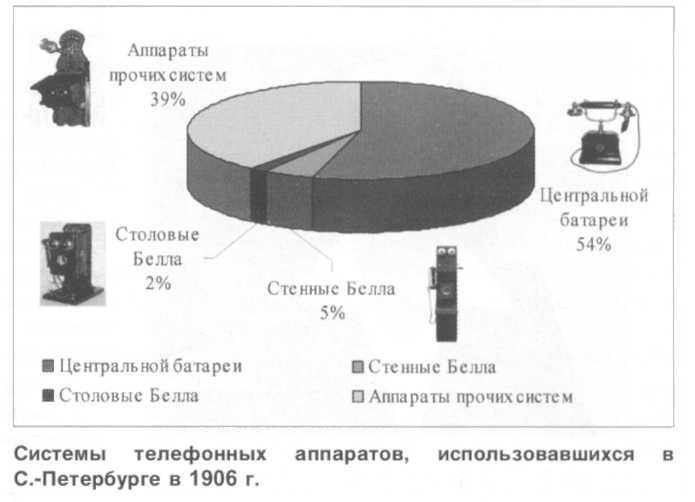 Аппараты
прочих систем
39%
Центральной
батареи
54%
Столовые
Белла
2%
Стенные Белла
5%
Центральной батареи
Стенные Белла
Столовые Белла
Аппараты прочих систем
Системы телефонных аппаратов, использовавшихся в
С.-Петербурге в 1906 г.